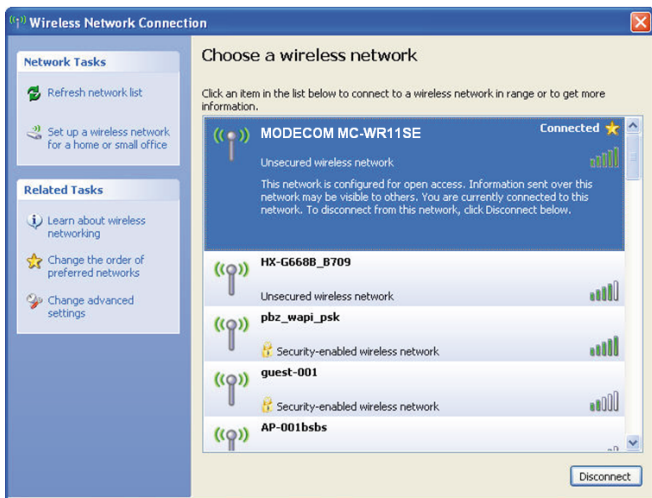 Wireless Network Connection
Network Tasks
Refresh network list
Set up a wireless network
for a home or small office
Related Tasks
Learn about wireless
networking
Change the order of
preferred networks
Change advanced
settings
Choose a wireless network
Click an item in the list below to connect to a wireless network in range or to get more
information.
MODECOM MC-WR11SE
Connected
Unsecured wireless network
This network is configured for open access. Information sent over this
network may be visible to others. You are currently connected to this
network. To disconnect from this network, click Disconnect below.
HX-G668B_B709
Unsecured wireless network
pbz_wapi_psk
Security-enabled wireless network
guest-001
Security-enabled wireless network
AP-001bsbs
Disconnect